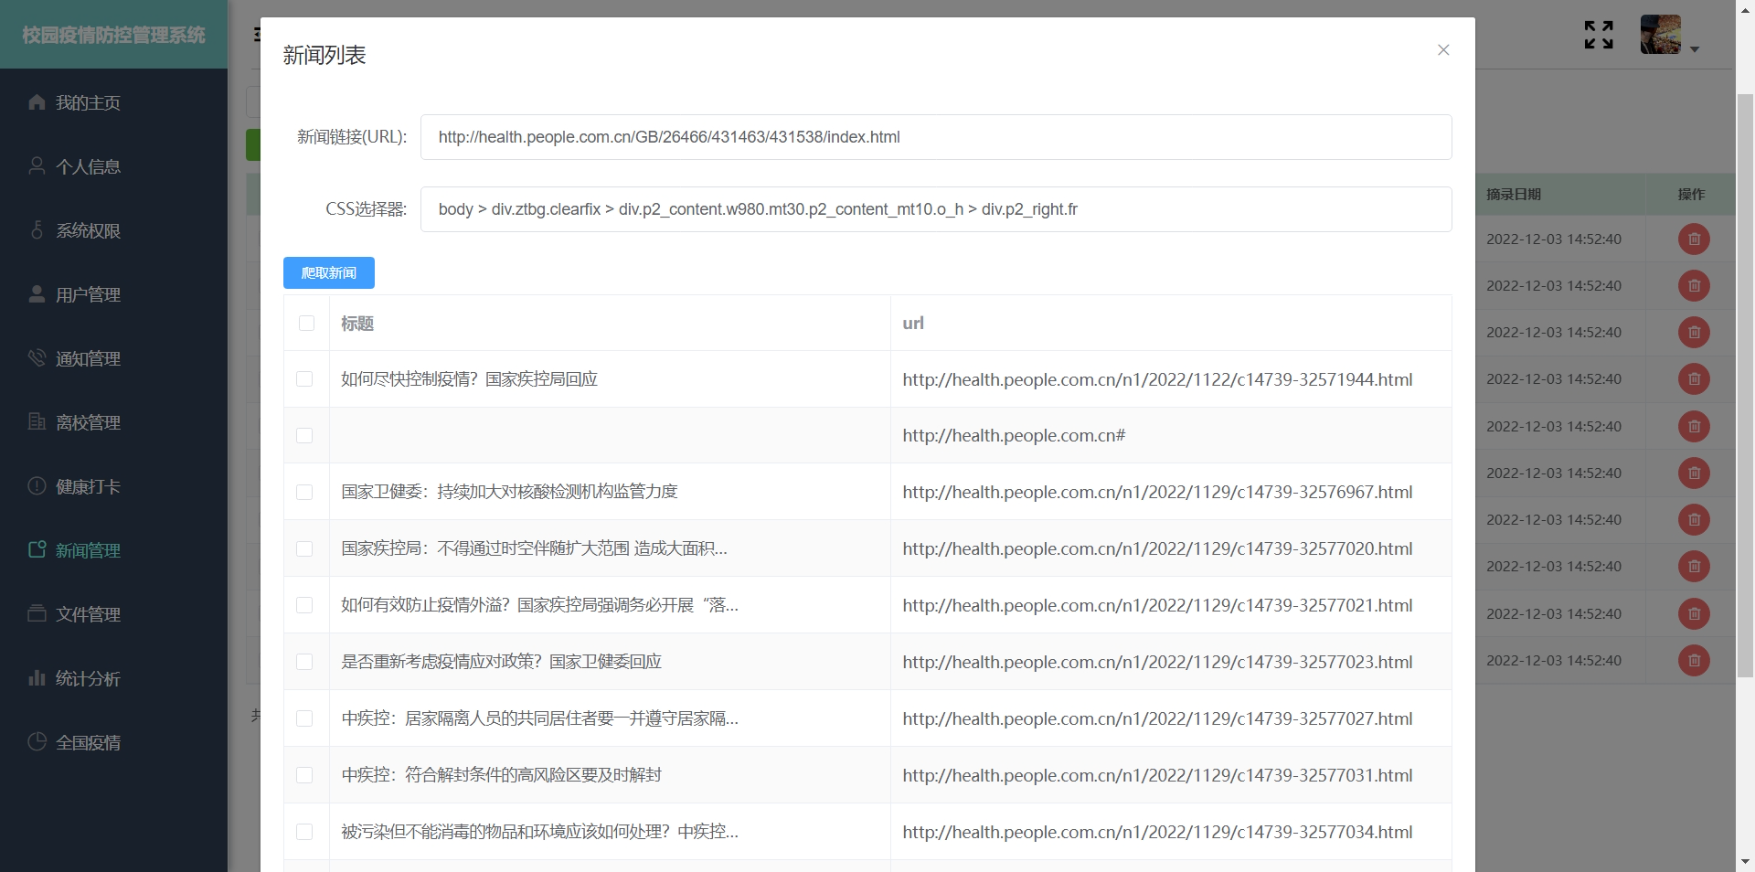 校园疫情防控管理系统
我的主页
个人信息
系统权限
用户管理
通知管理
离校管理
健康打卡
新闻管理
文件管理
统计分析
全国疫情
新闻列表
新闻链接(URL):
http://health.people.com.cn/GB/26466/431463/431538/index.html
CSS选择器:
body > div.ztbg.clearfix > div.p2_content.w980.mt30.p2_content_mt10.o_h > div.p2_right.fr
爬取新闻
标题 url
如何尽快控制疫情？国家疾控局回应 http://health.people.com.cn/n1/2022/1122/c14739-32571944.html
http://health.people.com.cn#
国家卫健委：持续加大对核酸检测机构监管力度 http://health.people.com.cn/n1/2022/1129/c14739-32576967.html
国家疾控局：不得通过时空伴随扩大范围 造成大面积... http://health.people.com.cn/n1/2022/1129/c14739-32577020.html
如何有效防止疫情外溢？国家疾控局强调务必开展“落... http://health.people.com.cn/n1/2022/1129/c14739-32577021.html
是否重新考虑疫情应对政策？国家卫健委回应 http://health.people.com.cn/n1/2022/1129/c14739-32577023.html
中疾控：居家隔离人员的共同居住者要一并遵守居家隔... http://health.people.com.cn/n1/2022/1129/c14739-32577027.html
中疾控：符合解封条件的高风险区要及时解封 http://health.people.com.cn/n1/2022/1129/c14739-32577031.html
被污染但不能消毒的物品和环境应该如何处理？中疾控... http://health.people.com.cn/n1/2022/1129/c14739-32577034.html
摘录日期 操作
2022-12-03 14:52:40
2022-12-03 14:52:40
2022-12-03 14:52:40
2022-12-03 14:52:40
2022-12-03 14:52:40
2022-12-03 14:52:40
2022-12-03 14:52:40
2022-12-03 14:52:40
2022-12-03 14:52:40
2022-12-03 14:52:40